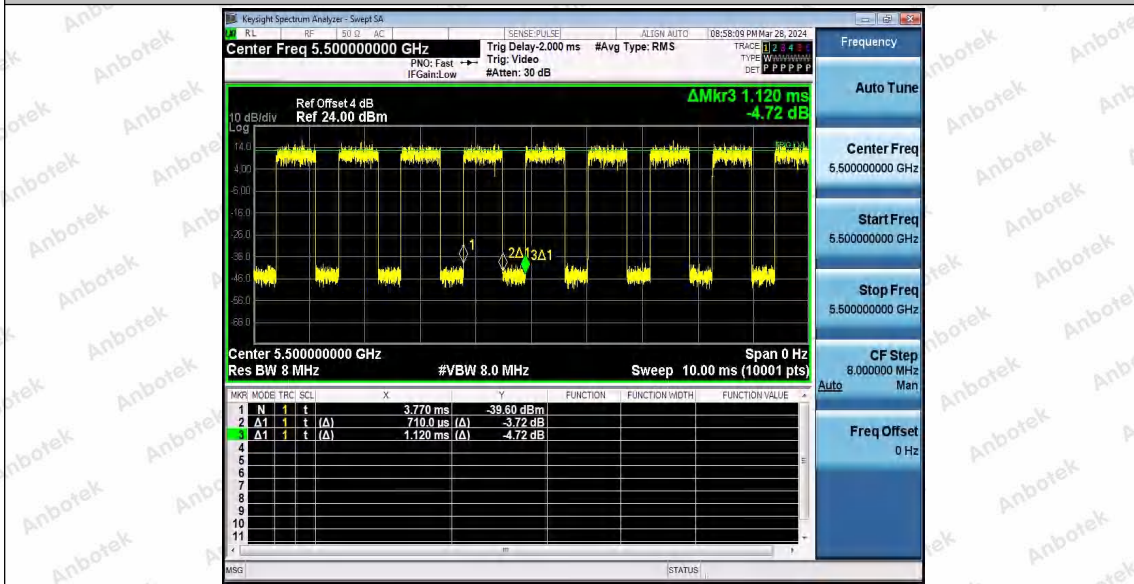 Keysight Spectrum Analyzer - Swept SA
RL RF 50 Ω AC SENSE:PULSE ALIGN AUTO 08:58:09 PM Mar 28, 2024
Center Freq 5.500000000 GHz
PNO: Fast
IFGain:Low
Trig Delay-2.000 ms
Trig: Video
#Atten: 30 dB
#Avg Type: RMS
TRACE 1 2 3 4 5 6
TYPE WWWWWW
DET P P P P P P
ΔMkr3 1.120 ms
-4.72 dB
Ref Offset 4 dB
10 dB/div Ref 24.00 dBm
Log
14.0
4.00
-6.00
-16.0
-26.0
-36.0
-46.0
-56.0
-66.0
1
2Δ1
3Δ1
Center 5.500000000 GHz Span 0 Hz
Res BW 8 MHz #VBW 8.0 MHz Sweep 10.00 ms (10001 pts)
MKR MODE TRC SCL X Y FUNCTION FUNCTION WIDTH FUNCTION VALUE
1 N 1 t 3.770 ms -39.60 dBm
2 Δ1 1 t (Δ) 710.0 µs (Δ) -3.72 dB
3 Δ1 1 t (Δ) 1.120 ms (Δ) -4.72 dB
4
5
6
7
8
9
10
11
MSG STATUS
Frequency
Auto Tune
Center Freq
5.500000000 GHz
Start Freq
5.500000000 GHz
Stop Freq
5.500000000 GHz
CF Step
8.000000 MHz
Auto Man
Freq Offset
0 Hz
Anbotek